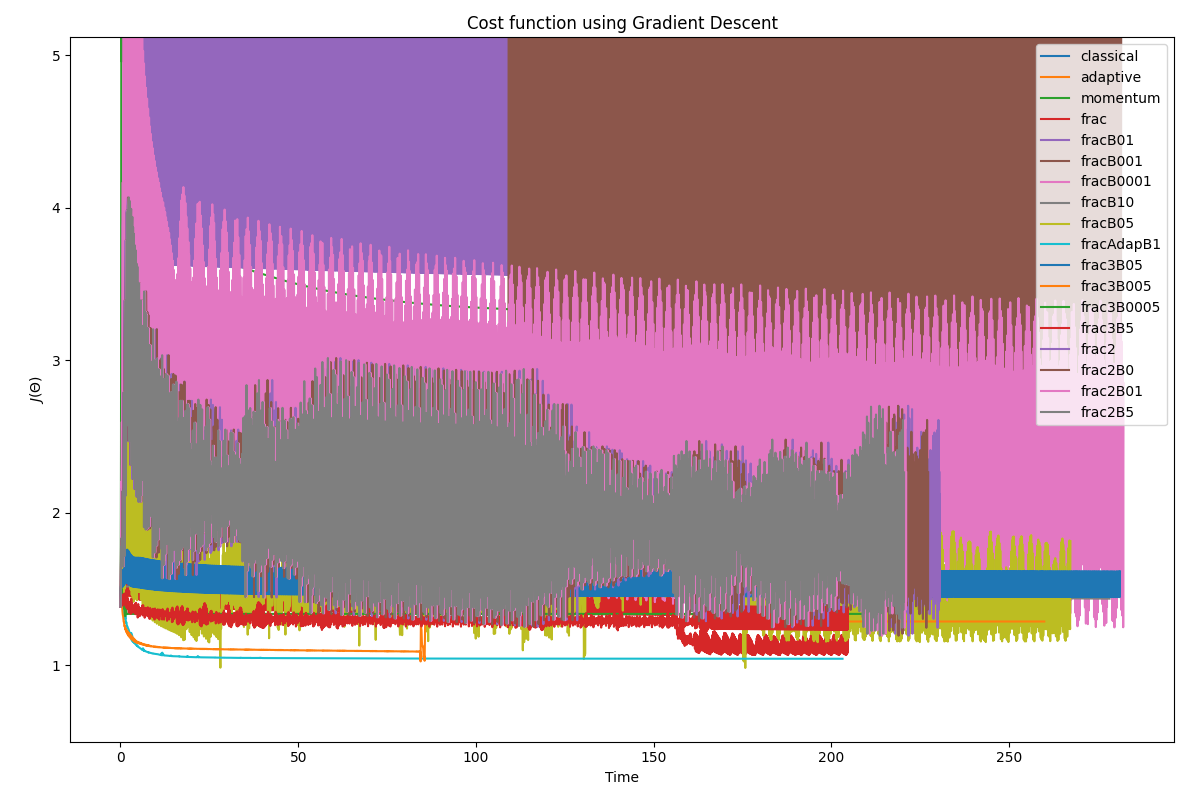 Cost function using Gradient Descent
J(Θ)
5
4
3
2
1
classical
adaptive
momentum
frac
fracB01
fracB001
fracB0001
fracB10
fracB05
fracAdapB1
frac3B05
frac3B005
frac3B0005
frac3B5
frac2
frac2B0
frac2B01
frac2B5
0 50 100 150 200 250
Time